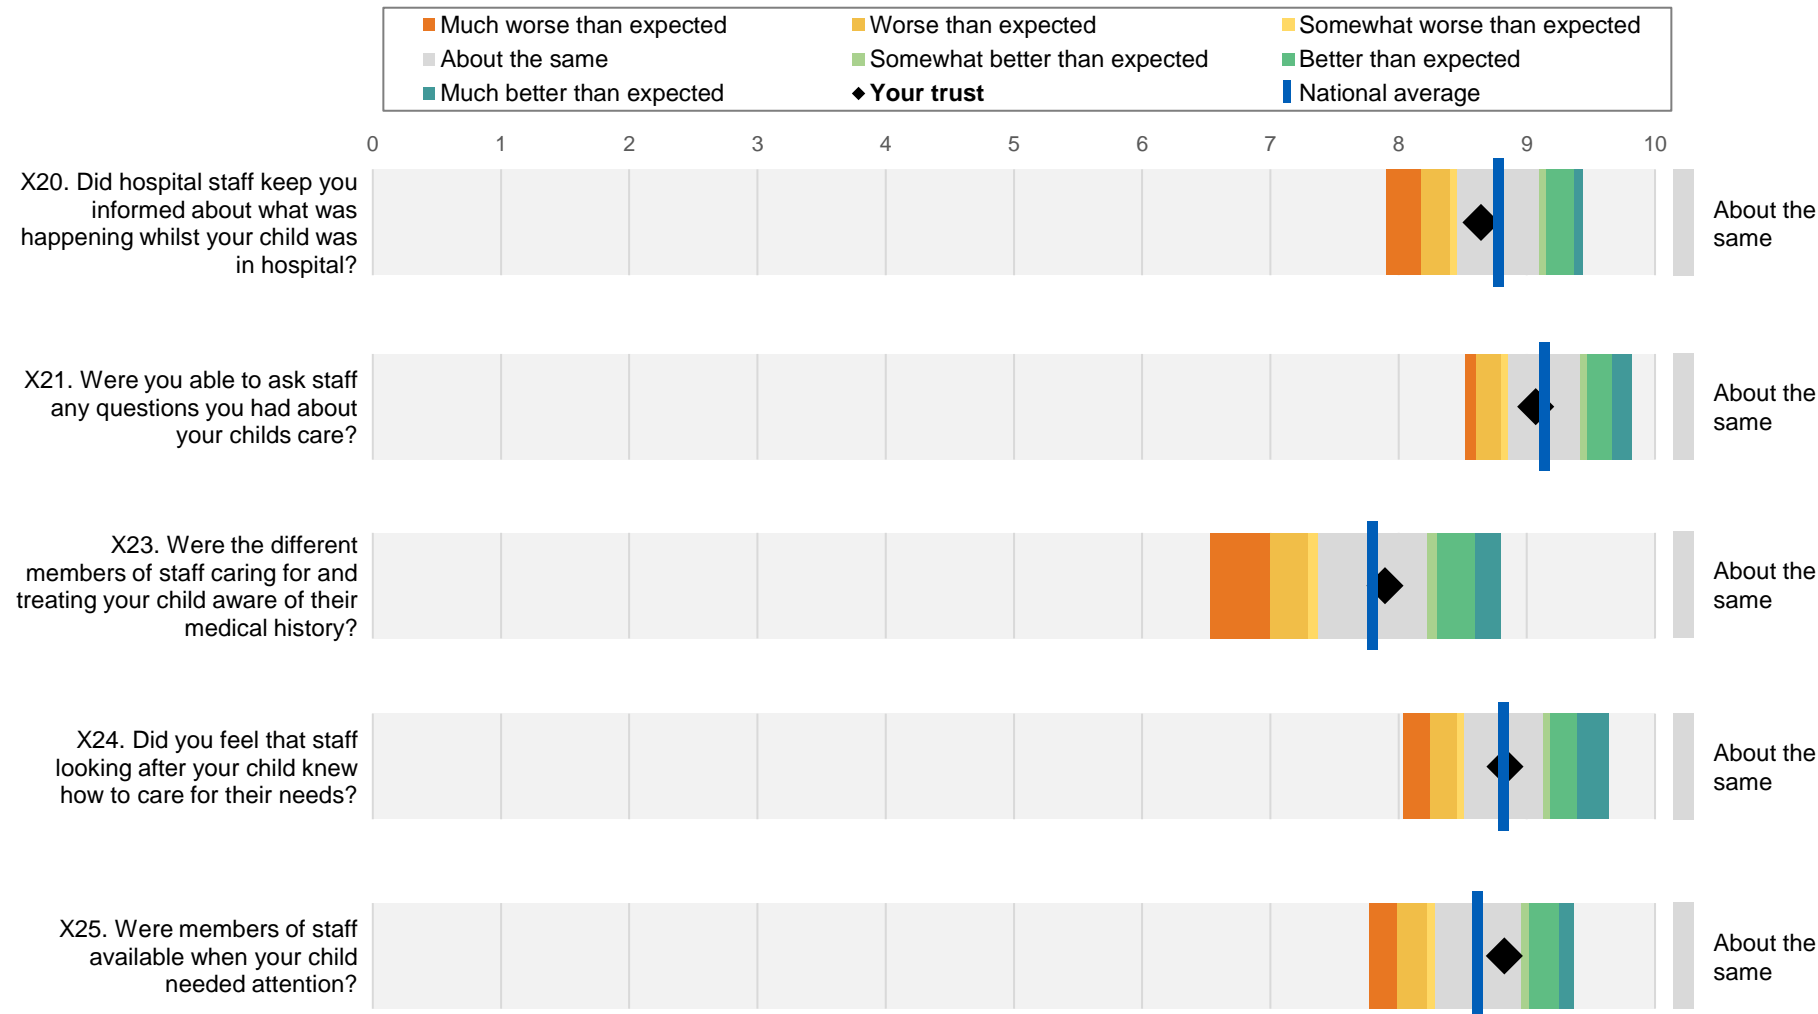 Much worse than expected
Worse than expected
Somewhat worse than expected
About the same
Somewhat better than expected
Better than expected
Much better than expected
Your trust
National average
0 1 2 3 4 5 6 7 8 9 10
X20. Did hospital staff keep you
informed about what was
happening whilst your child was
in hospital?
About the
same
X21. Were you able to ask staff
any questions you had about
your childs care?
About the
same
X23. Were the different
members of staff caring for and
treating your child aware of their
medical history?
About the
same
X24. Did you feel that staff
looking after your child knew
how to care for their needs?
About the
same
X25. Were members of staff
available when your child
needed attention?
About the
same